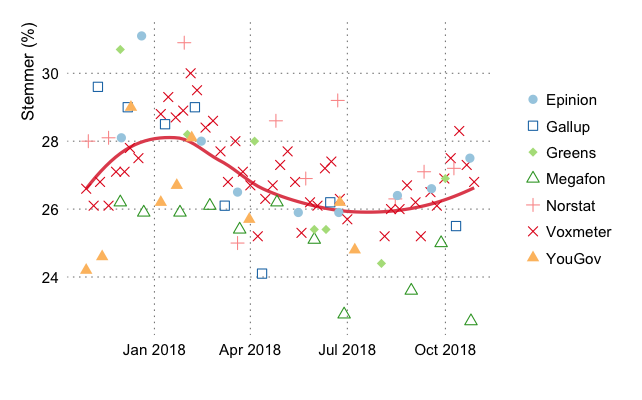 Stemmer (%)
30
28
26
24
Jan 2018 Apr 2018 Jul 2018 Oct 2018
Epinion
Gallup
Greens
Megafon
Norstat
Voxmeter
YouGov